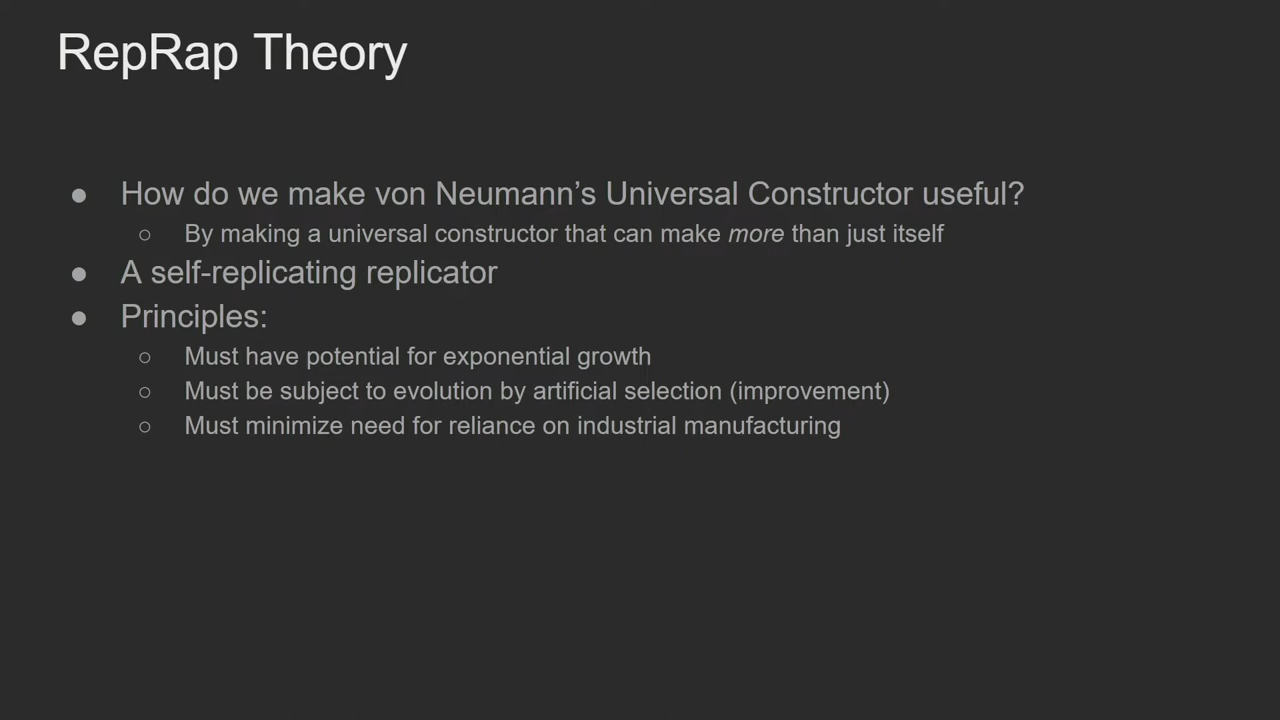 RepRap Theory
● How do we make von Neumann’s Universal Constructor useful?
○ By making a universal constructor that can make more than just itself
● A self-replicating replicator
● Principles:
○ Must have potential for exponential growth
○ Must be subject to evolution by artificial selection (improvement)
○ Must minimize need for reliance on industrial manufacturing